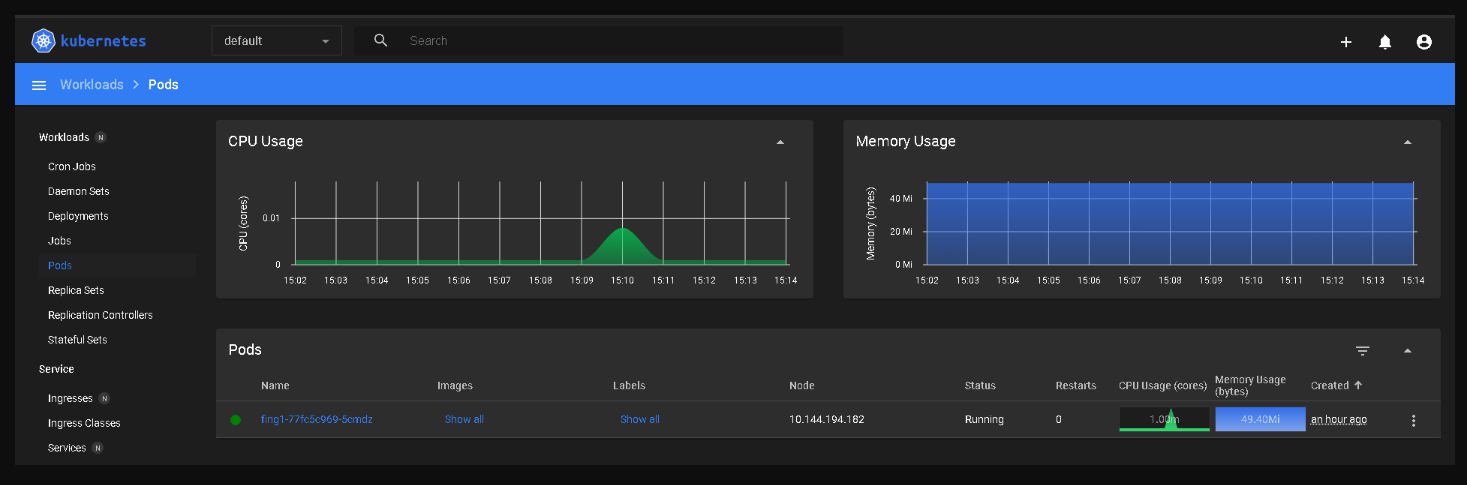 kubernetes
default
Search
Workloads > Pods
Workloads N
Cron Jobs
Daemon Sets
Deployments
Jobs
Pods
Replica Sets
Replication Controllers
Stateful Sets
Service
Ingresses N
Ingress Classes
Services N
CPU Usage
CPU (cores)
0.01
0
15:02 15:03 15:04 15:05 15:06 15:07 15:08 15:09 15:10 15:11 15:12 15:13 15:14
Memory Usage
Memory (bytes)
40 Mi
20 Mi
0 Mi
15:02 15:03 15:04 15:05 15:06 15:07 15:08 15:09 15:10 15:11 15:12 15:13 15:14
Pods
Name Images Labels Node Status Restarts CPU Usage (cores) Memory Usage (bytes) Created
fing1-77fc5c969-5cmdz Show all Show all 10.144.194.182 Running 0 1.00m 49.40Mi an hour ago